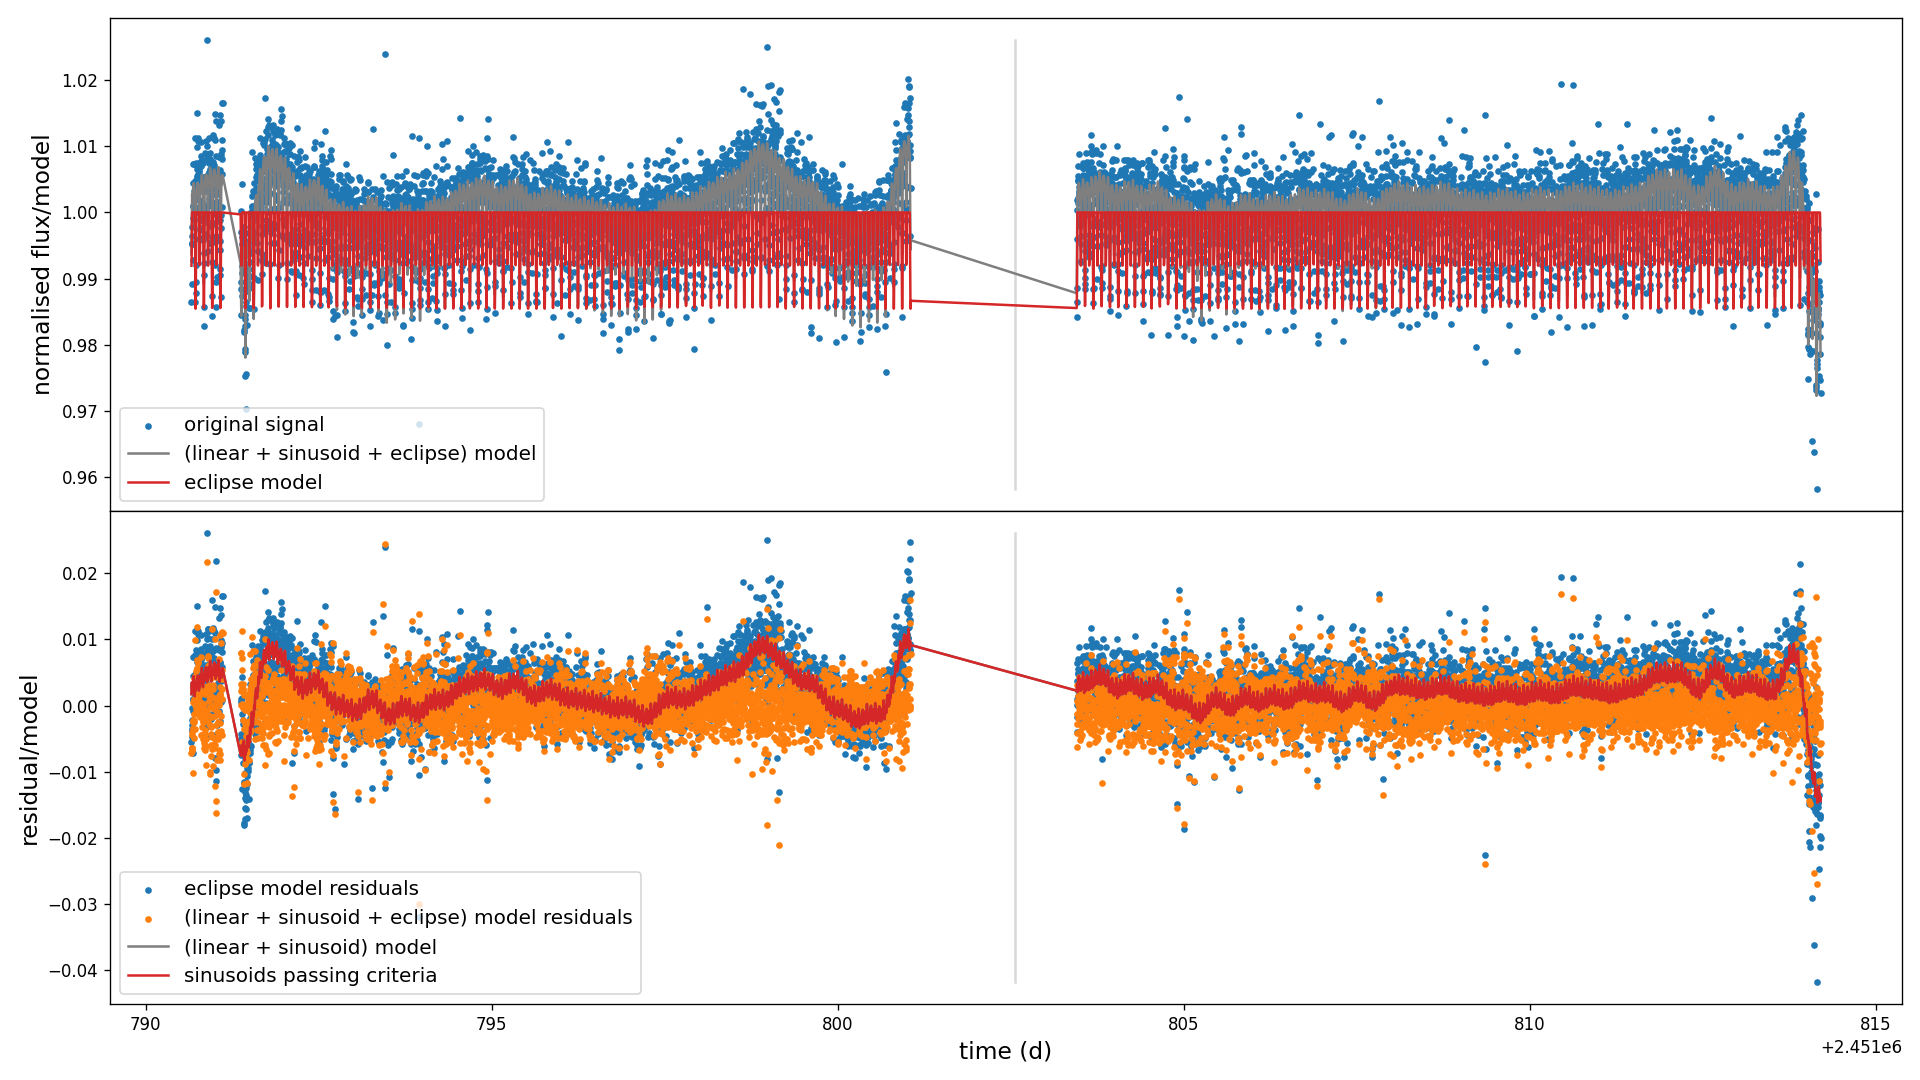 normalised flux/model
1.02
1.01
1.00
0.99
0.98
0.97
0.96
original signal
(linear + sinusoid + eclipse) model
eclipse model
residual/model
0.02
0.01
0.00
−0.01
−0.02
−0.03
−0.04
eclipse model residuals
(linear + sinusoid + eclipse) model residuals
(linear + sinusoid) model
sinusoids passing criteria
790 795 800 805 810 815
+2.451e6
time (d)